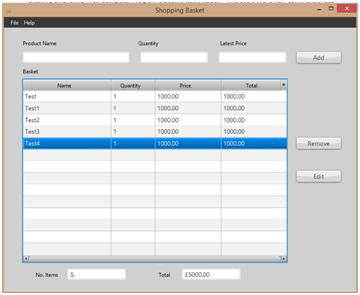 Shopping Basket
File Help
Product Name Quantity Latest Price
Add
Basket
Name Quantity Price Total +
Test 1 1000.00 1000.00
Test1 1 1000.00 1000.00
Test2 1 1000.00 1000.00
Test3 1 1000.00 1000.00
Test4 1 1000.00 1000.00
Remove
Edit
No. Items 5 Total £5000.00